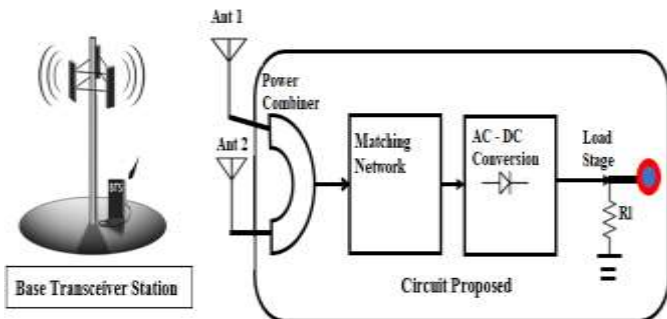 Ant 1
Power
Combiner
Ant 2
Matching
Network
AC - DC
Conversion
Load
Stage
Rl
BTS
Base Transceiver Station
Circuit Proposed